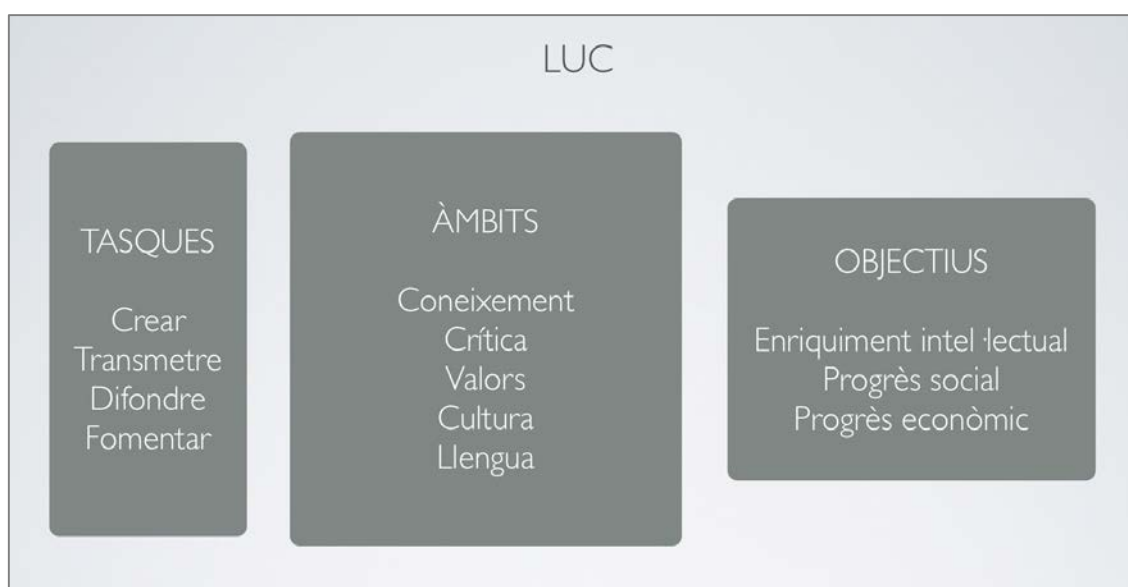 LUC
TASQUES
Crear
Transmetre
Difondre
Fomentar
ÀMBITS
Coneixement
Crítica
Valors
Cultura
Llengua
OBJECTIUS
Enriquiment intel·lectual
Progrès social
Progrès econòmic